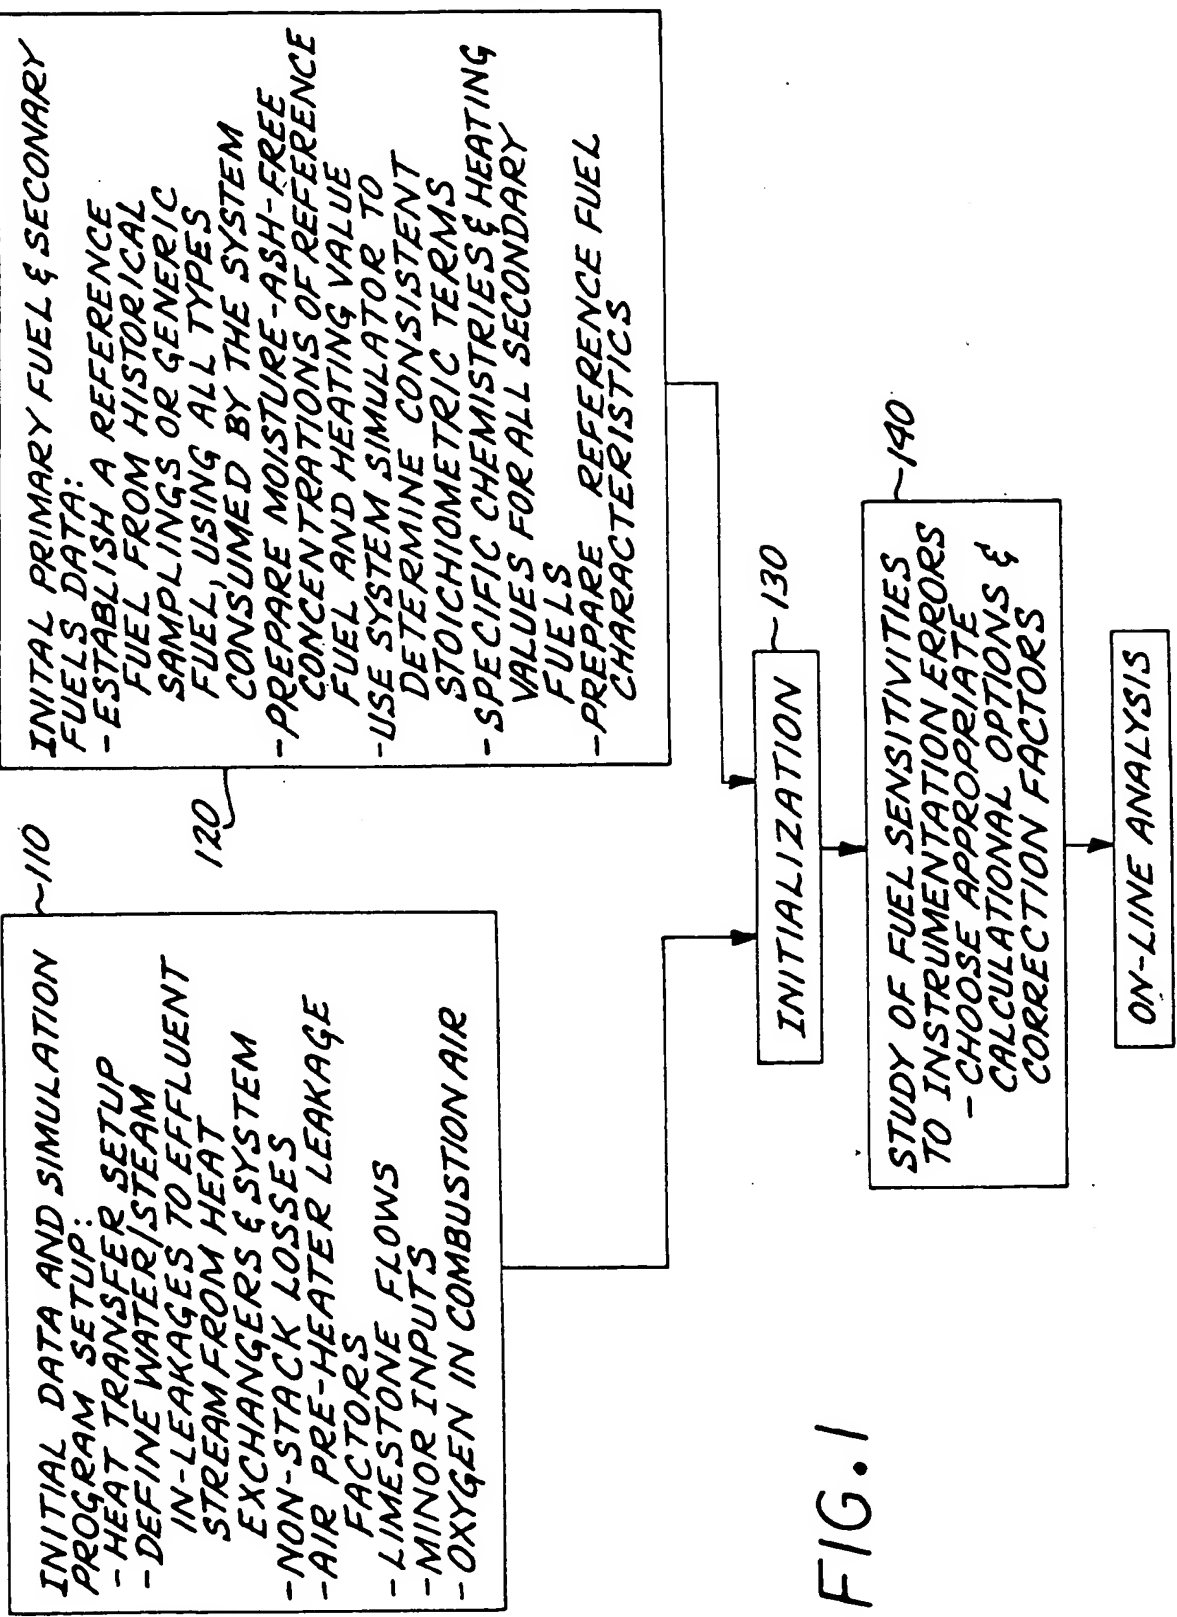 INITIAL DATA AND SIMULATION
PROGRAM SETUP:
- HEAT TRANSFER SETUP
- DEFINE WATER/STEAM
IN-LEAKAGES TO EFFLUENT
STREAM FROM HEAT
EXCHANGERS & SYSTEM
- NON-STACK LOSSES
- AIR PRE-HEATER LEAKAGE
FACTORS
- LIMESTONE FLOWS
- MINOR INPUTS
- OXYGEN IN COMBUSTION AIR
110
INITAL PRIMARY FUEL & SECONARY
FUELS DATA:
- ESTABLISH A REFERENCE
FUEL FROM HISTORICAL
SAMPLINGS OR GENERIC
FUEL, USING ALL TYPES
CONSUMED BY THE SYSTEM
- PREPARE MOISTURE-ASH-FREE
CONCENTRATIONS OF REFERENCE
FUEL AND HEATING VALUE
- USE SYSTEM SIMULATOR TO
DETERMINE CONSISTENT
STOICHIOMETRIC TERMS
- SPECIFIC CHEMISTRIES & HEATING
VALUES FOR ALL SECONDARY
FUELS
- PREPARE REFERENCE FUEL
CHARACTERISTICS
120
INITIALIZATION
130
STUDY OF FUEL SENSITIVITIES
TO INSTRUMENTATION ERRORS
- CHOOSE APPROPRIATE
CALCULATIONAL OPTIONS &
CORRECTION FACTORS
140
ON-LINE ANALYSIS
FIG. 1